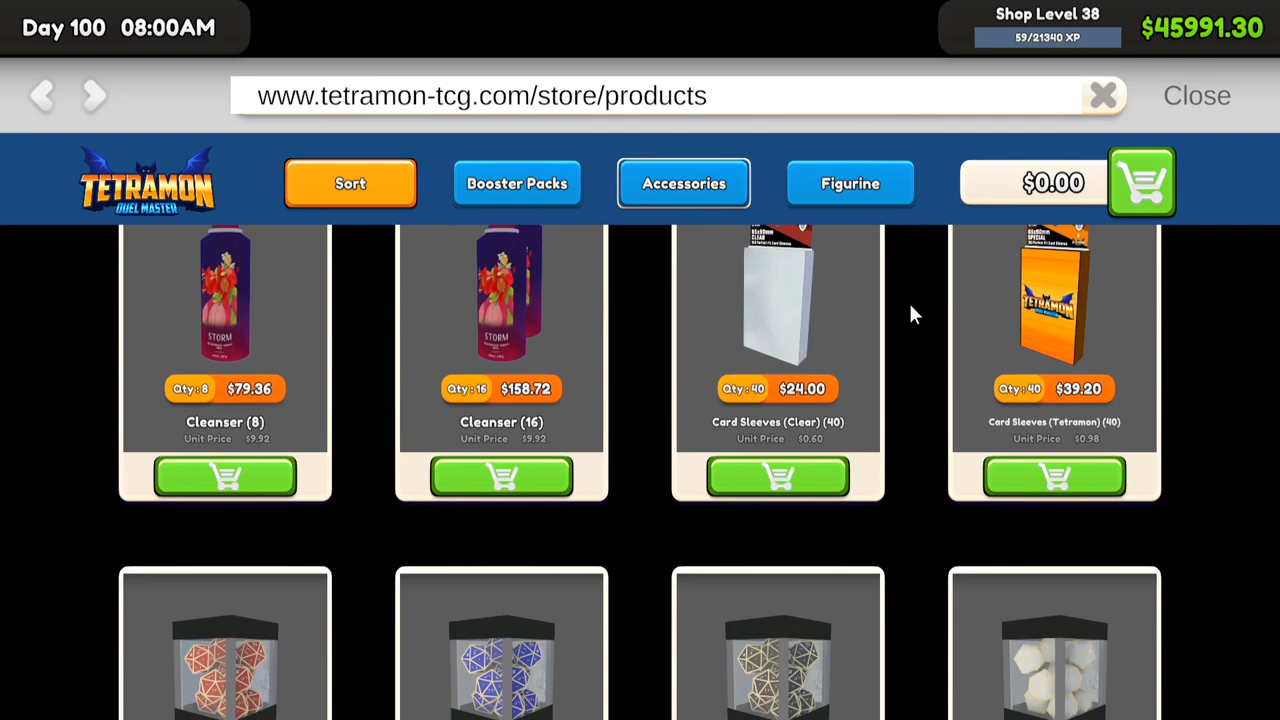 Day 100 08:00AM
Shop Level 38
59/21340 XP
$45991.30
www.tetramon-tcg.com/store/products
Close
TETRAMON
DUEL MASTER
Sort
Booster Packs
Accessories
Figurine
$0.00
STORM
STORM
CLEAR
SPECIAL
TETRAMON
Qty: 8 $79.36
Qty: 16 $158.72
Qty: 40 $24.00
Qty: 40 $39.20
Cleanser (8)
Cleanser (16)
Card Sleeves (Clear) (40)
Card Sleeves (Tetramon) (40)
Unit Price $9.92
Unit Price $9.92
Unit Price $0.60
Unit Price $0.98